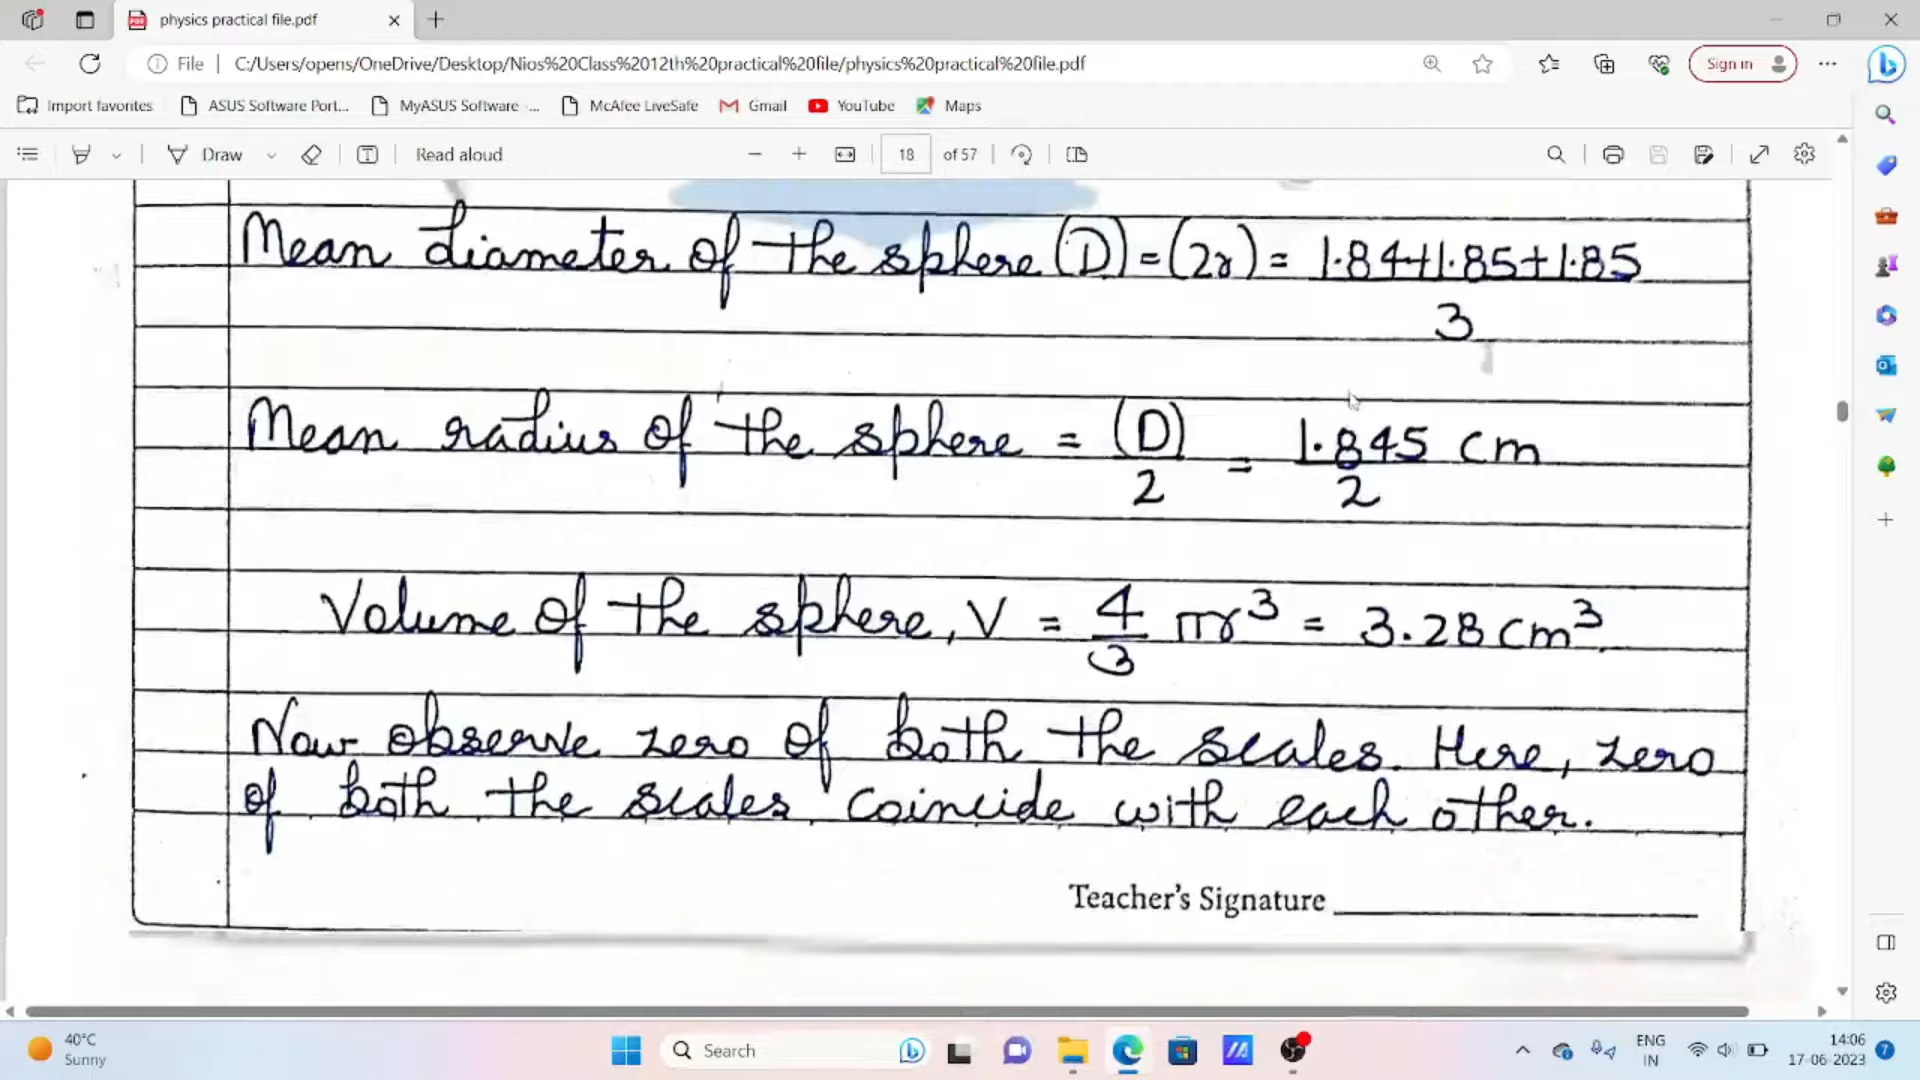 physics practical file.pdf
File | C:/Users/opens/OneDrive/Desktop/Nios%20Class%2012th%20practical%20file/physics%20practical%20file.pdf
Sign in
Import favorites ASUS Software Port... MyASUS Software -... McAfee LiveSafe Gmail YouTube Maps
Draw Read aloud 18 of 57
Mean diameter of the sphere (D) = (2r) = 1.84+1.85+1.85
3
Mean radius of the sphere = (D) = 1.845 cm
2 2
Volume of the sphere, V = 4 πr³ = 3.28 cm³.
3
Now observe zero of both the scales. Here, zero
of both the scales coincide with each other.
Teacher's Signature
40°C
Sunny
Search
ENG
IN
14:06
17-06-2023
7